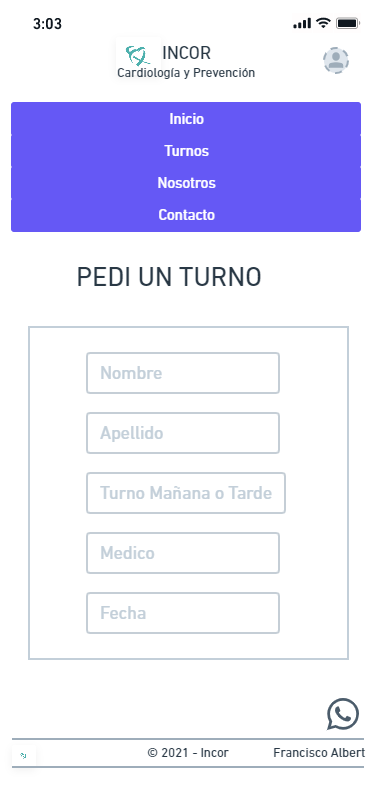 3:03
INCOR
Cardiología y Prevención
Inicio
Turnos
Nosotros
Contacto
PEDI UN TURNO
Nombre
Apellido
Turno Mañana o Tarde
Medico
Fecha
© 2021 - Incor
Francisco Albert